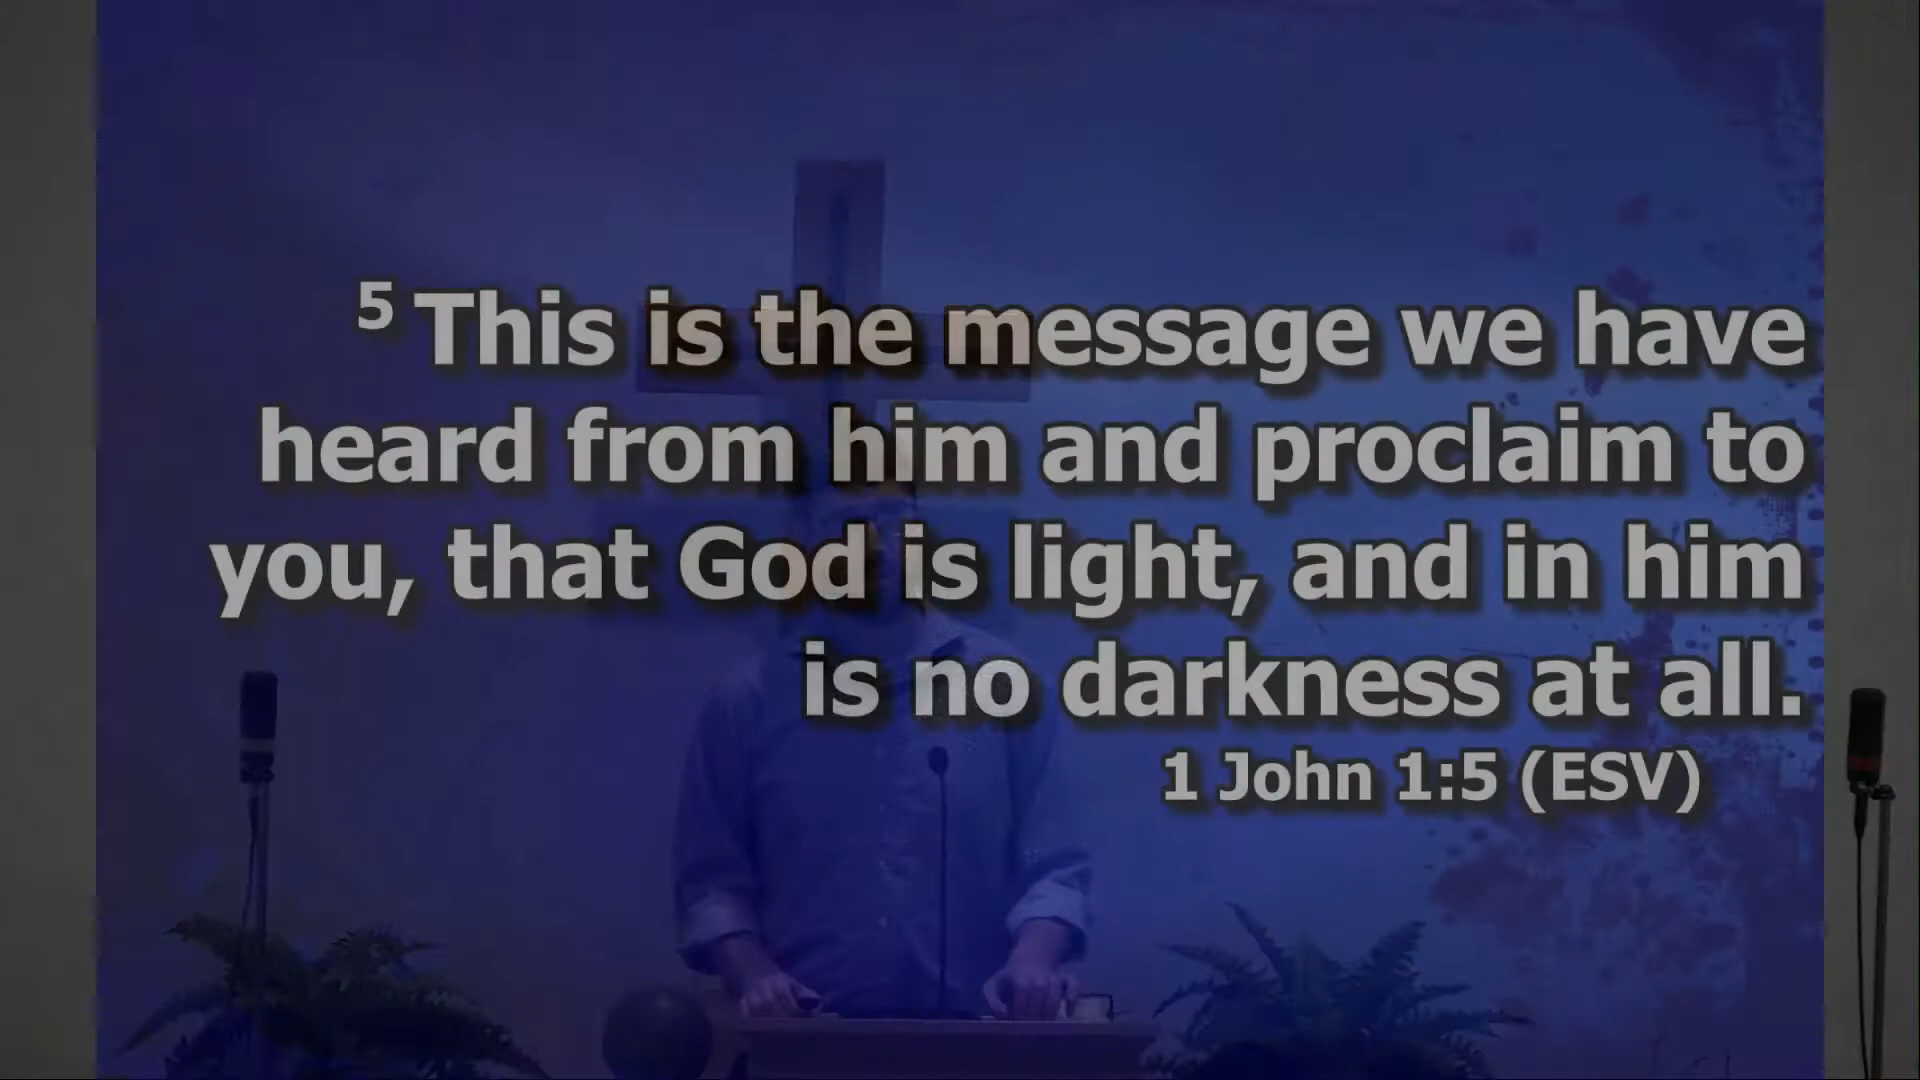 5 This is the message we have
heard from him and proclaim to
you, that God is light, and in him
is no darkness at all.
1 John 1:5 (ESV)